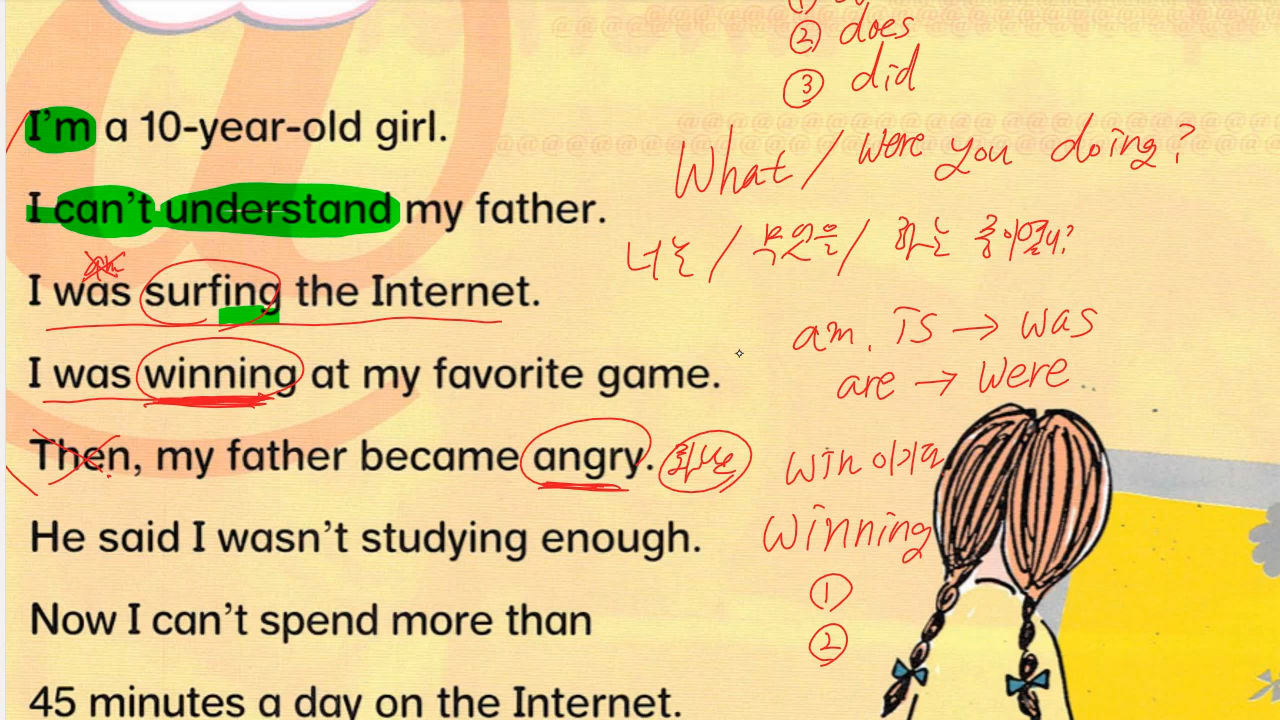 ② does
③ did
I'm a 10-year-old girl.
What / were you doing?
I can't understand my father.
너는 / 무엇을 / 하는 중이었니?
am
I was surfing the Internet.
am. is → was
I was winning at my favorite game.
are → were
Then, my father became angry. 화난
win 이기다
He said I wasn't studying enough.
winning
①
Now I can't spend more than
②
45 minutes a day on the Internet.